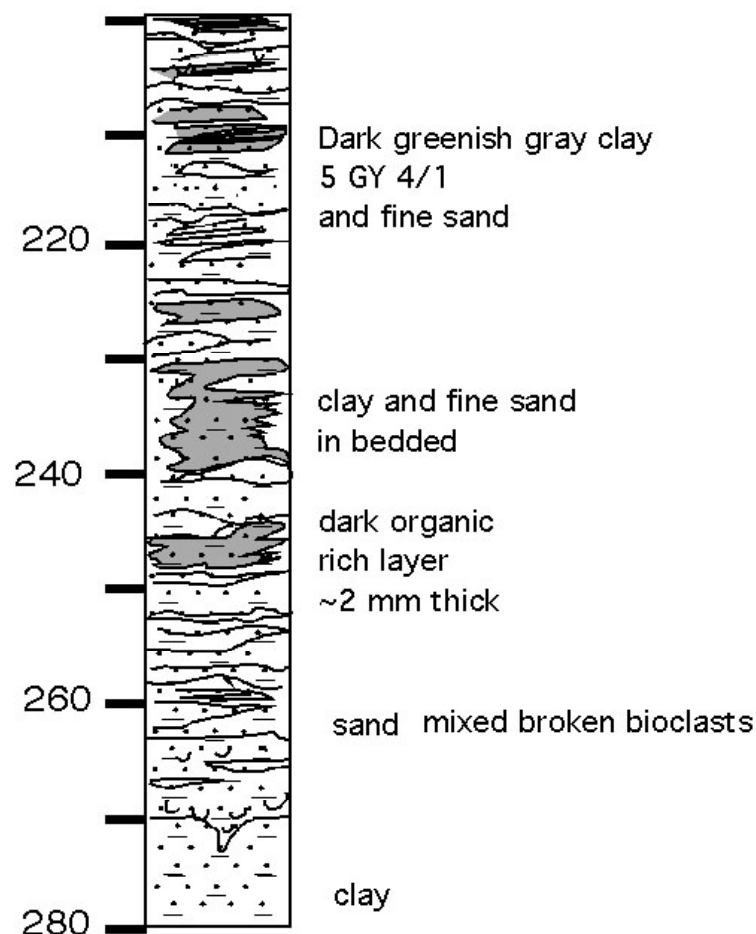 Dark greenish gray clay
5 GY 4/1
and fine sand
220
clay and fine sand
in bedded
240
dark organic
rich layer
~2 mm thick
260
sand mixed broken bioclasts
clay
280